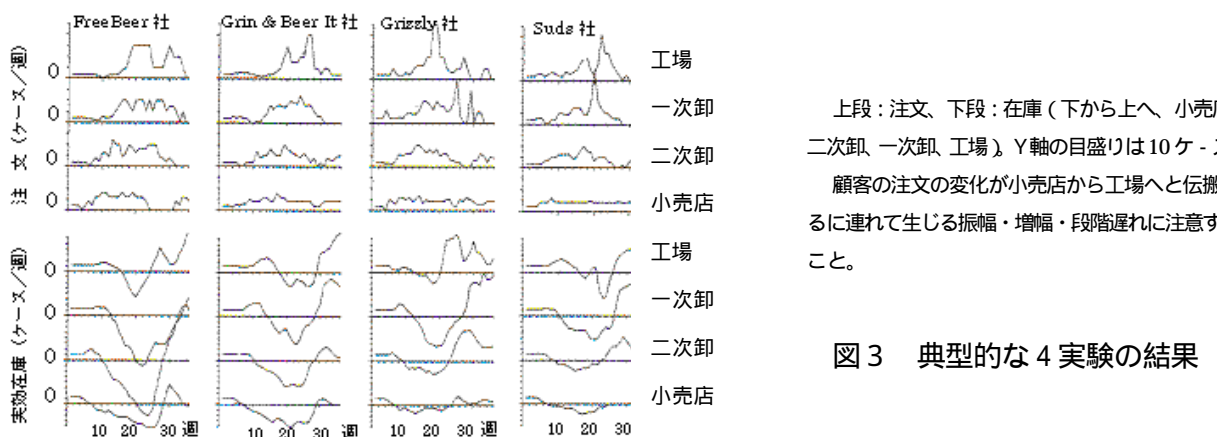 FreeBeer 社 Grin & Beer It 社 Grizzly 社 Suds 社
注 文 (ケース/週)
0
0
0
0
工場
一次卸
二次卸
小売店
実効在庫 (ケース/週)
0
0
0
0
工場
一次卸
二次卸
小売店
10 20 30 週 10 20 30 週 10 20 30 週 10 20 30
上段：注文、下段：在庫（下から上へ、小売
二次卸、一次卸、工場）。Y軸の目盛りは10ケ-
顧客の注文の変化が小売店から工場へと伝搬
るに連れて生じる振幅・増幅・段階遅れに注意す
こと。
図３ 典型的な４実験の結果